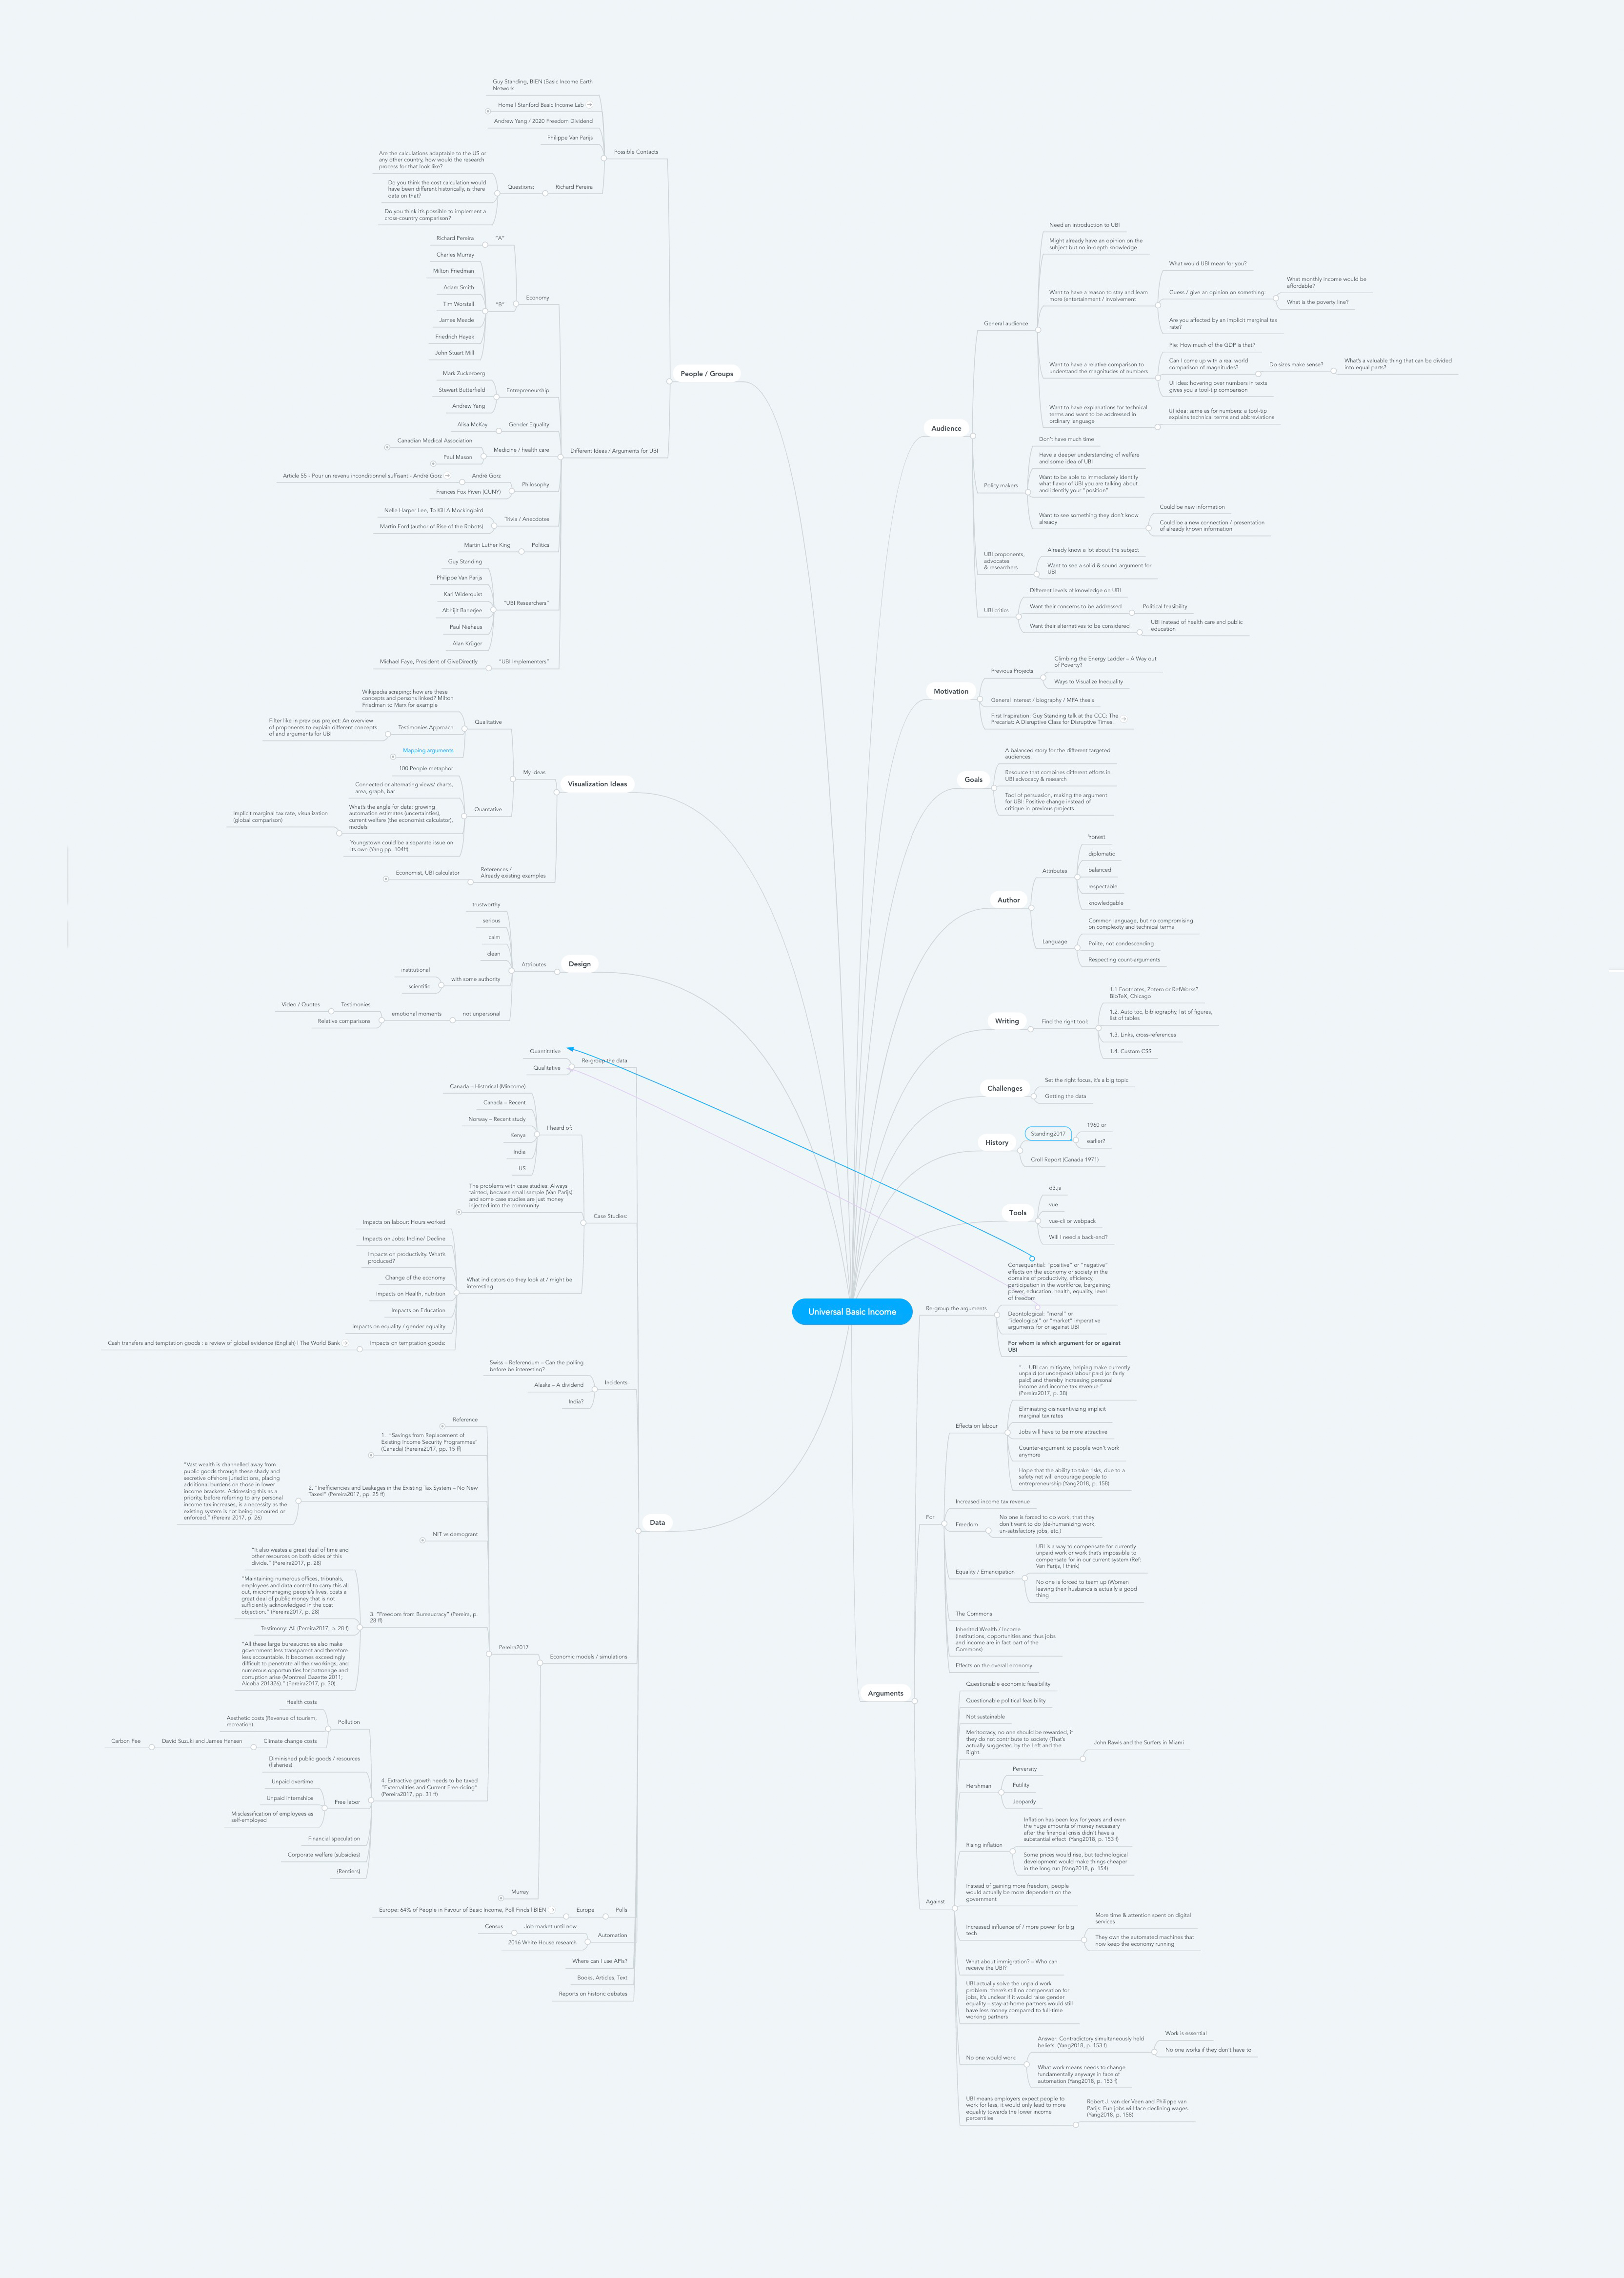 Universal Basic Income
People / Groups
Possible Contacts
Guy Standing, BIEN (Basic Income Earth
Network
Home | Stanford Basic Income Lab
Andrew Yang / 2020 Freedom Dividend
Philippe Van Parijs
Richard Pereira
Questions:
Are the calculations adaptable to the US or
any other country, how would the research
process for that look like?
Do you think the cost calculation would
have been different historically, is there
data on that?
Do you think it's possible to implement a
cross-country comparison?
Different Ideas / Arguments for UBI
Economy
"A"
Richard Pereira
"B"
Charles Murray
Milton Friedman
Adam Smith
Tim Worstall
James Meade
Friedrich Hayek
John Stuart Mill
Entrepreneurship
Mark Zuckerberg
Stewart Butterfield
Andrew Yang
Gender Equality
Alisa McKay
Medicine / health care
Canadian Medical Association
Paul Mason
Philosophy
André Gorz
Article 55 - Pour un revenu inconditionnel suffisant - André Gorz
Frances Fox Piven (CUNY)
Trivia / Anecdotes
Nelle Harper Lee, To Kill A Mockingbird
Martin Ford (author of Rise of the Robots)
Politics
Martin Luther King
"UBI Researchers"
Guy Standing
Philippe Van Parijs
Karl Widerquist
Abhijit Banerjee
Paul Niehaus
Alan Krüger
"UBI Implementers"
Michael Faye, President of GiveDirectly
Visualization Ideas
My ideas
Qualitative
Wikipedia scraping: how are these
concepts and persons linked? Milton
Friedman to Marx for example
Testimonies Approach
Filter like in previous project: An overview
of proponents to explain different concepts
of and arguments for UBI
Mapping arguments
Quantative
100 People metaphor
Connected or alternating views/ charts,
area, graph, bar
What's the angle for data: growing
automation estimates (uncertainties),
current welfare (the economist calculator),
models
Implicit marginal tax rate, visualization
(global comparison)
Youngstown could be a separate issue on
its own (Yang pp. 104ff)
References /
Already existing examples
Economist, UBI calculator
Design
Attributes
trustworthy
serious
calm
clean
with some authority
institutional
scientific
not unpersonal
emotional moments
Testimonies
Video / Quotes
Relative comparisons
Data
Re-group the data
Quantitative
Qualitative
Case Studies:
I heard of:
Canada – Historical (Mincome)
Canada – Recent
Norway – Recent study
Kenya
India
US
The problems with case studies: Always
tainted, because small sample (Van Parijs)
and some case studies are just money
injected into the community
What indicators do they look at / might be
interesting
Impacts on labour: Hours worked
Impacts on Jobs: Incline/ Decline
Impacts on productivity. What's
produced?
Change of the economy
Impacts on Health, nutrition
Impacts on Education
Impacts on equality / gender equality
Impacts on temptation goods:
Cash transfers and temptation goods : a review of global evidence (English) | The World Bank
Incidents
Swiss – Referendum – Can the polling
before be interesting?
Alaska – A dividend
India?
Economic models / simulations
Pereira2017
Reference
1. "Savings from Replacement of
Existing Income Security Programmes"
(Canada) (Pereira2017, pp. 15 ff)
2. "Inefficiencies and Leakages in the Existing Tax System – No New
Taxes!" (Pereira2017, pp. 25 ff)
"Vast wealth is channelled away from
public goods through these shady and
secretive offshore jurisdictions, placing
additional burdens on those in lower
income brackets. Addressing this as a
priority, before referring to any personal
income tax increases, is a necessity as the
existing system is not being honoured or
enforced." (Pereira 2017, p. 26)
NIT vs demogrant
3. "Freedom from Bureaucracy" (Pereira, p.
28 ff)
"It also wastes a great deal of time and
other resources on both sides of this
divide." (Pereira2017, p. 28)
"Maintaining numerous offices, tribunals,
employees and data control to carry this all
out, micromanaging people's lives, costs a
great deal of public money that is not
sufficiently acknowledged in the cost
objection." (Pereira2017, p. 28)
Testimony: Ali (Pereira2017, p. 28 f)
"All these large bureaucracies also make
government less transparent and therefore
less accountable. It becomes exceedingly
difficult to penetrate all their workings, and
numerous opportunities for patronage and
corruption arise (Montreal Gazette 2011;
Alcoba 201326)." (Pereira2017, p. 30)
4. Extractive growth needs to be taxed
"Externalities and Current Free-riding"
(Pereira2017, pp. 31 ff)
Pollution
Health costs
Aesthetic costs (Revenue of tourism,
recreation)
Climate change costs
David Suzuki and James Hansen
Carbon Fee
Diminished public goods / resources
(fisheries)
Free labor
Unpaid overtime
Unpaid internships
Misclassification of employees as
self-employed
Financial speculation
Corporate welfare (subsidies)
(Rentiers)
Murray
Polls
Europe
Europe: 64% of People in Favour of Basic Income, Poll Finds | BIEN
Automation
Job market until now
Census
2016 White House research
Where can I use APIs?
Books, Articles, Text
Reports on historic debates
Audience
General audience
Need an introduction to UBI
Might already have an opinion on the
subject but no in-depth knowledge
Want to have a reason to stay and learn
more (entertainment / involvement
What would UBI mean for you?
Guess / give an opinion on something:
What monthly income would be
affordable?
What is the poverty line?
Are you affected by an implicit marginal tax
rate?
Want to have a relative comparison to
understand the magnitudes of numbers
Pie: How much of the GDP is that?
Can I come up with a real world
comparison of magnitudes?
Do sizes make sense?
What's a valuable thing that can be divided
into equal parts?
UI idea: hovering over numbers in texts
gives you a tool-tip comparison
Want to have explanations for technical
terms and want to be addressed in
ordinary language
UI idea: same as for numbers: a tool-tip
explains technical terms and abbreviations
Policy makers
Don't have much time
Have a deeper understanding of welfare
and some idea of UBI
Want to be able to immediately identify
what flavor of UBI you are talking about
and identify your "position"
Want to see something they don't know
already
Could be new information
Could be a new connection / presentation
of already known information
UBI proponents,
advocates
& researchers
Already know a lot about the subject
Want to see a solid & sound argument for
UBI
UBI critics
Different levels of knowledge on UBI
Want their concerns to be addressed
Political feasibility
Want their alternatives to be considered
UBI instead of health care and public
education
Motivation
Previous Projects
Climbing the Energy Ladder – A Way out
of Poverty?
Ways to Visualize Inequality
General interest / biography / MFA thesis
First Inspiration: Guy Standing talk at the CCC: The
Precariat: A Disruptive Class for Disruptive Times.
Goals
A balanced story for the different targeted
audiences.
Resource that combines different efforts in
UBI advocacy & research
Tool of persuasion, making the argument
for UBI: Positive change instead of
critique in previous projects
Author
Attributes
honest
diplomatic
balanced
respectable
knowledgable
Language
Common language, but no compromising
on complexity and technical terms
Polite, not condescending
Respecting count-arguments
Writing
Find the right tool:
1.1 Footnotes, Zotero or RefWorks?
BibTeX, Chicago
1.2. Auto toc, bibliography, list of figures,
list of tables
1.3. Links, cross-references
1.4. Custom CSS
Challenges
Set the right focus, it's a big topic
Getting the data
History
Standing2017
1960 or
earlier?
Croll Report (Canada 1971)
Tools
d3.js
vue
vue-cli or webpack
Will I need a back-end?
Arguments
Re-group the arguments
Consequential: "positive" or "negative"
effects on the economy or society in the
domains of productivity, efficiency,
participation in the workforce, bargaining
power, education, health, equality, level
of freedom
Deontological: "moral" or
"ideological" or "market" imperative
arguments for or against UBI
For whom is which argument for or against
UBI
For
Effects on labour
"... UBI can mitigate, helping make currently
unpaid (or underpaid) labour paid (or fairly
paid) and thereby increasing personal
income and income tax revenue."
(Pereira2017, p. 38)
Eliminating disincentivizing implicit
marginal tax rates
Jobs will have to be more attractive
Counter-argument to people won't work
anymore
Hope that the ability to take risks, due to a
safety net will encourage people to
entrepreneurship (Yang2018, p. 158)
Increased income tax revenue
Freedom
No one is forced to do work, that they
don't want to do (de-humanizing work,
un-satisfactory jobs, etc.)
Equality / Emancipation
UBI is a way to compensate for currently
unpaid work or work that's impossible to
compensate for in our current system (Ref:
Van Parijs, I think)
No one is forced to team up (Women
leaving their husbands is actually a good
thing
The Commons
Inherited Wealth / Income
(Institutions, opportunities and thus jobs
and income are in fact part of the
Commons)
Effects on the overall economy
Against
Questionable economic feasibility
Questionable political feasibility
Not sustainable
Meritocracy, no one should be rewarded, if
they do not contribute to society (That's
actually suggested by the Left and the
Right.
John Rawls and the Surfers in Miami
Hershman
Perversity
Futility
Jeopardy
Rising inflation
Inflation has been low for years and even
the huge amounts of money necessary
after the financial crisis didn't have a
substantial effect (Yang2018, p. 153 f)
Some prices would rise, but technological
development would make things cheaper
in the long run (Yang2018, p. 154)
Instead of gaining more freedom, people
would actually be more dependent on the
government
Increased influence of / more power for big
tech
More time & attention spent on digital
services
They own the automated machines that
now keep the economy running
What about immigration? – Who can
receive the UBI?
UBI actually solve the unpaid work
problem: there's still no compensation for
jobs, it's unclear if it would raise gender
equality – stay-at-home partners would still
have less money compared to full-time
working partners
No one would work:
Answer: Contradictory simultaneously held
beliefs (Yang2018, p. 153 f)
Work is essential
No one works if they don't have to
What work means needs to change
fundamentally anyways in face of
automation (Yang2018, p. 153 f)
UBI means employers expect people to
work for less, it would only lead to more
equality towards the lower income
percentiles
Robert J. van der Veen and Philippe van
Parijs: Fun jobs will face declining wages.
(Yang2018, p. 158)